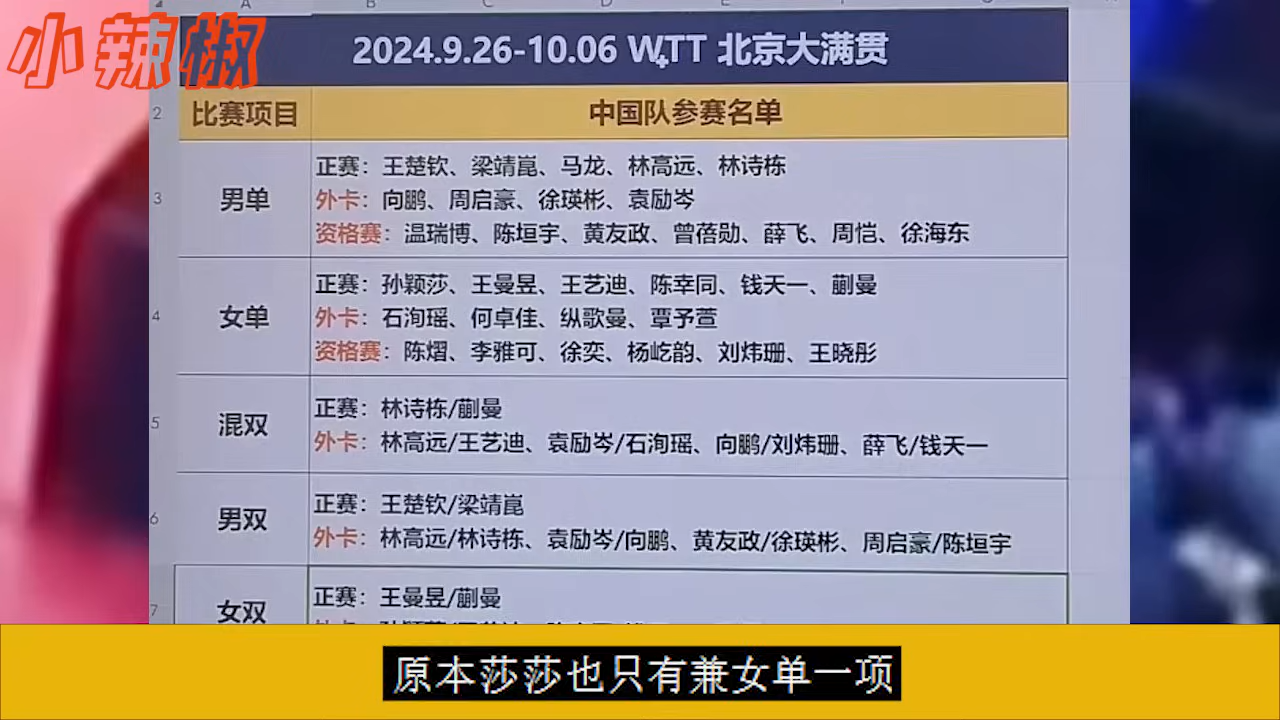 小辣椒
2024.9.26-10.06 WTT 北京大满贯
比赛项目 中国队参赛名单
男单
正赛：王楚钦、梁靖崑、马龙、林高远、林诗栋
外卡：向鹏、周启豪、徐瑛彬、袁励岑
资格赛：温瑞博、陈垣宇、黄友政、曾蓓勋、薛飞、周恺、徐海东
女单
正赛：孙颖莎、王曼昱、王艺迪、陈幸同、钱天一、蒯曼
外卡：石洵瑶、何卓佳、纵歌曼、覃予萱
资格赛：陈熠、李雅可、徐奕、杨屹韵、刘炜珊、王晓彤
混双
正赛：林诗栋/蒯曼
外卡：林高远/王艺迪、袁励岑/石洵瑶、向鹏/刘炜珊、薛飞/钱天一
男双
正赛：王楚钦/梁靖崑
外卡：林高远/林诗栋、袁励岑/向鹏、黄友政/徐瑛彬、周启豪/陈垣宇
女双
正赛：王曼昱/蒯曼
原本莎莎也只有兼女单一项